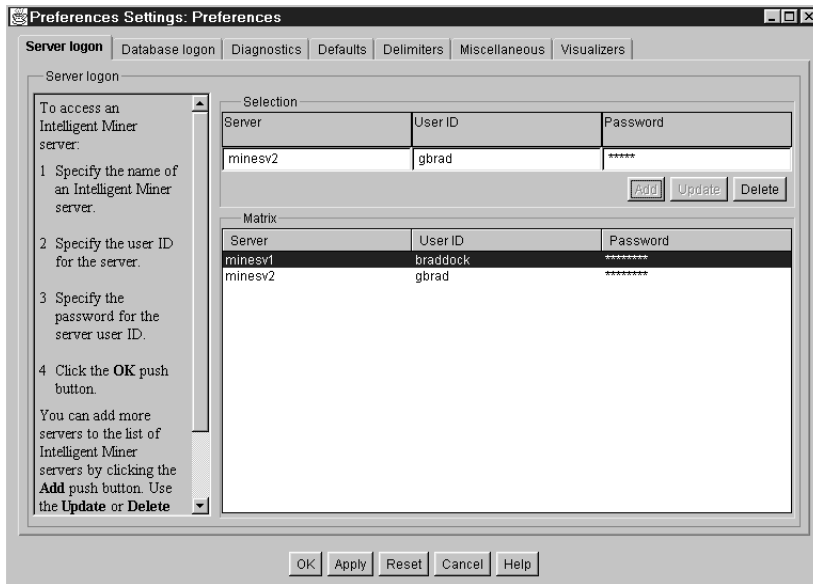 Preferences Settings: Preferences
Server logon Database logon Diagnostics Defaults Delimiters Miscellaneous Visualizers
Server logon
To access an
Intelligent Miner
server:
1 Specify the name of
an Intelligent Miner
server.
2 Specify the user ID
for the server.
3 Specify the
password for the
server user ID.
4 Click the OK push
button.
You can add more
servers to the list of
Intelligent Miner
servers by clicking the
Add push button. Use
the Update or Delete
Selection
Server User ID Password
minesv2 gbrad *****
Add Update Delete
Matrix
Server User ID Password
minesv1 braddock ********
minesv2 gbrad ********
OK Apply Reset Cancel Help